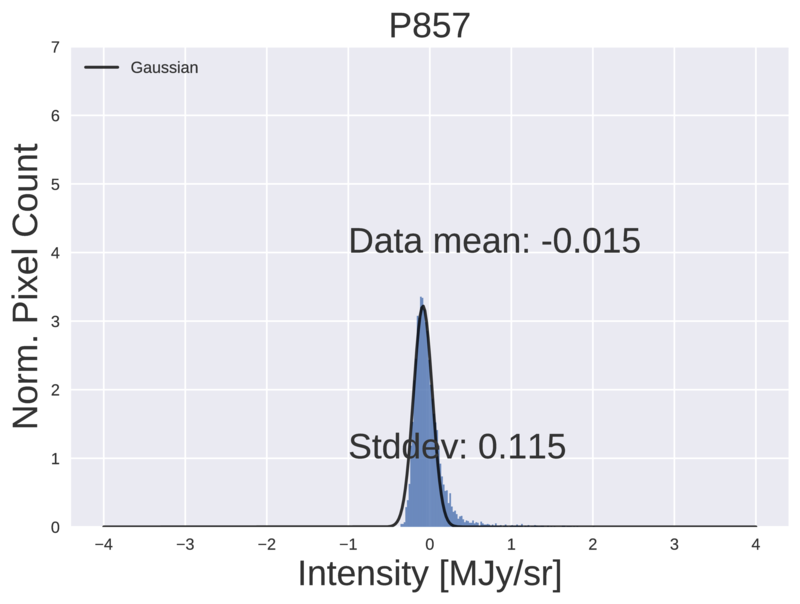 P857
7
Gaussian
6
5
Data mean: -0.015
4
3
2
Stddev: 0.115
1
0
−4 −3 −2 −1 0 1 2 3 4
Norm. Pixel Count
Intensity [MJy/sr]